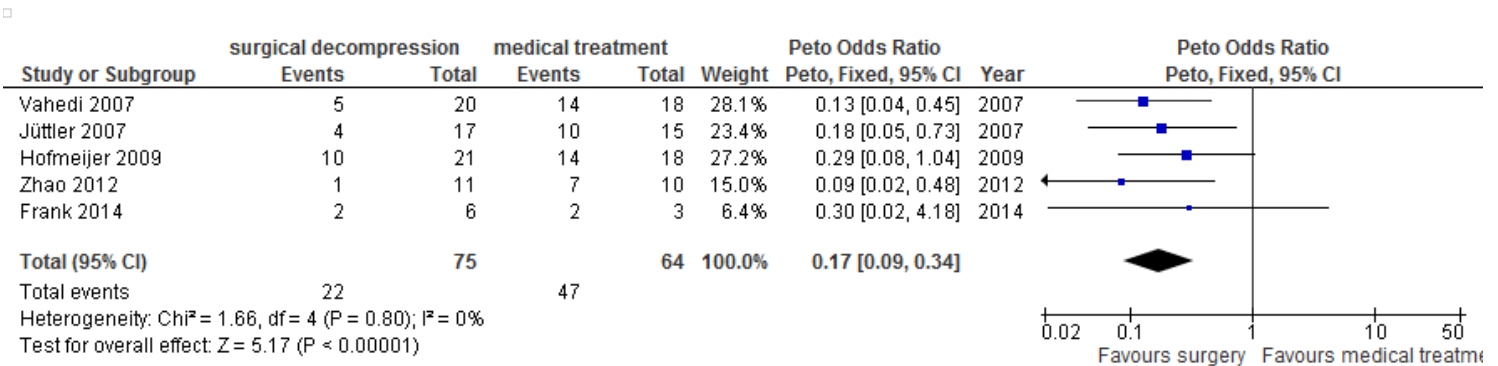 surgical decompression medical treatment Peto Odds Ratio Peto Odds Ratio
Study or Subgroup Events Total Events Total Weight Peto, Fixed, 95% CI Year Peto, Fixed, 95% CI
Vahedi 2007 5 20 14 18 28.1% 0.13 [0.04, 0.45] 2007
Jüttler 2007 4 17 10 15 23.4% 0.18 [0.05, 0.73] 2007
Hofmeijer 2009 10 21 14 18 27.2% 0.29 [0.08, 1.04] 2009
Zhao 2012 1 11 7 10 15.0% 0.09 [0.02, 0.48] 2012
Frank 2014 2 6 2 3 6.4% 0.30 [0.02, 4.18] 2014
Total (95% CI) 75 64 100.0% 0.17 [0.09, 0.34]
Total events 22 47
Heterogeneity: Chi² = 1.66, df = 4 (P = 0.80); I² = 0%
Test for overall effect: Z = 5.17 (P < 0.00001)
0.02 0.1 1 10 50
Favours surgery Favours medical treatme